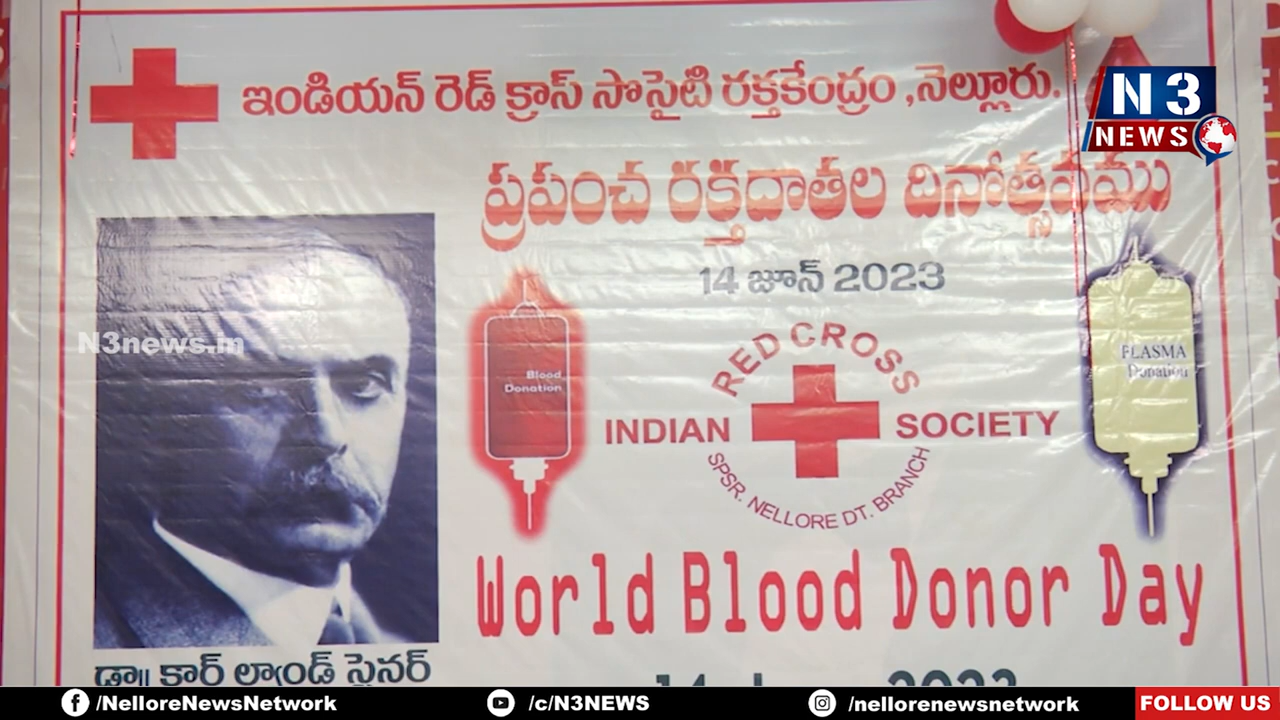 ఇండియన్ రెడ్ క్రాస్ సొసైటి రక్తకేంద్రం ,నెల్లూరు.
N3
NEWS
ప్రపంచ రక్తదాతల దినోత్సవము
14 జూన్ 2023
N3news.in
Blood
Donation
RED CROSS
INDIAN SOCIETY
SPSR. NELLORE DT. BRANCH
PLASMA
Donation
World Blood Donor Day
డా|| కార్ లాండ్ స్టైనర్
/NelloreNewsNetwork
/c/N3NEWS
/nellorenewsnetwork
FOLLOW US